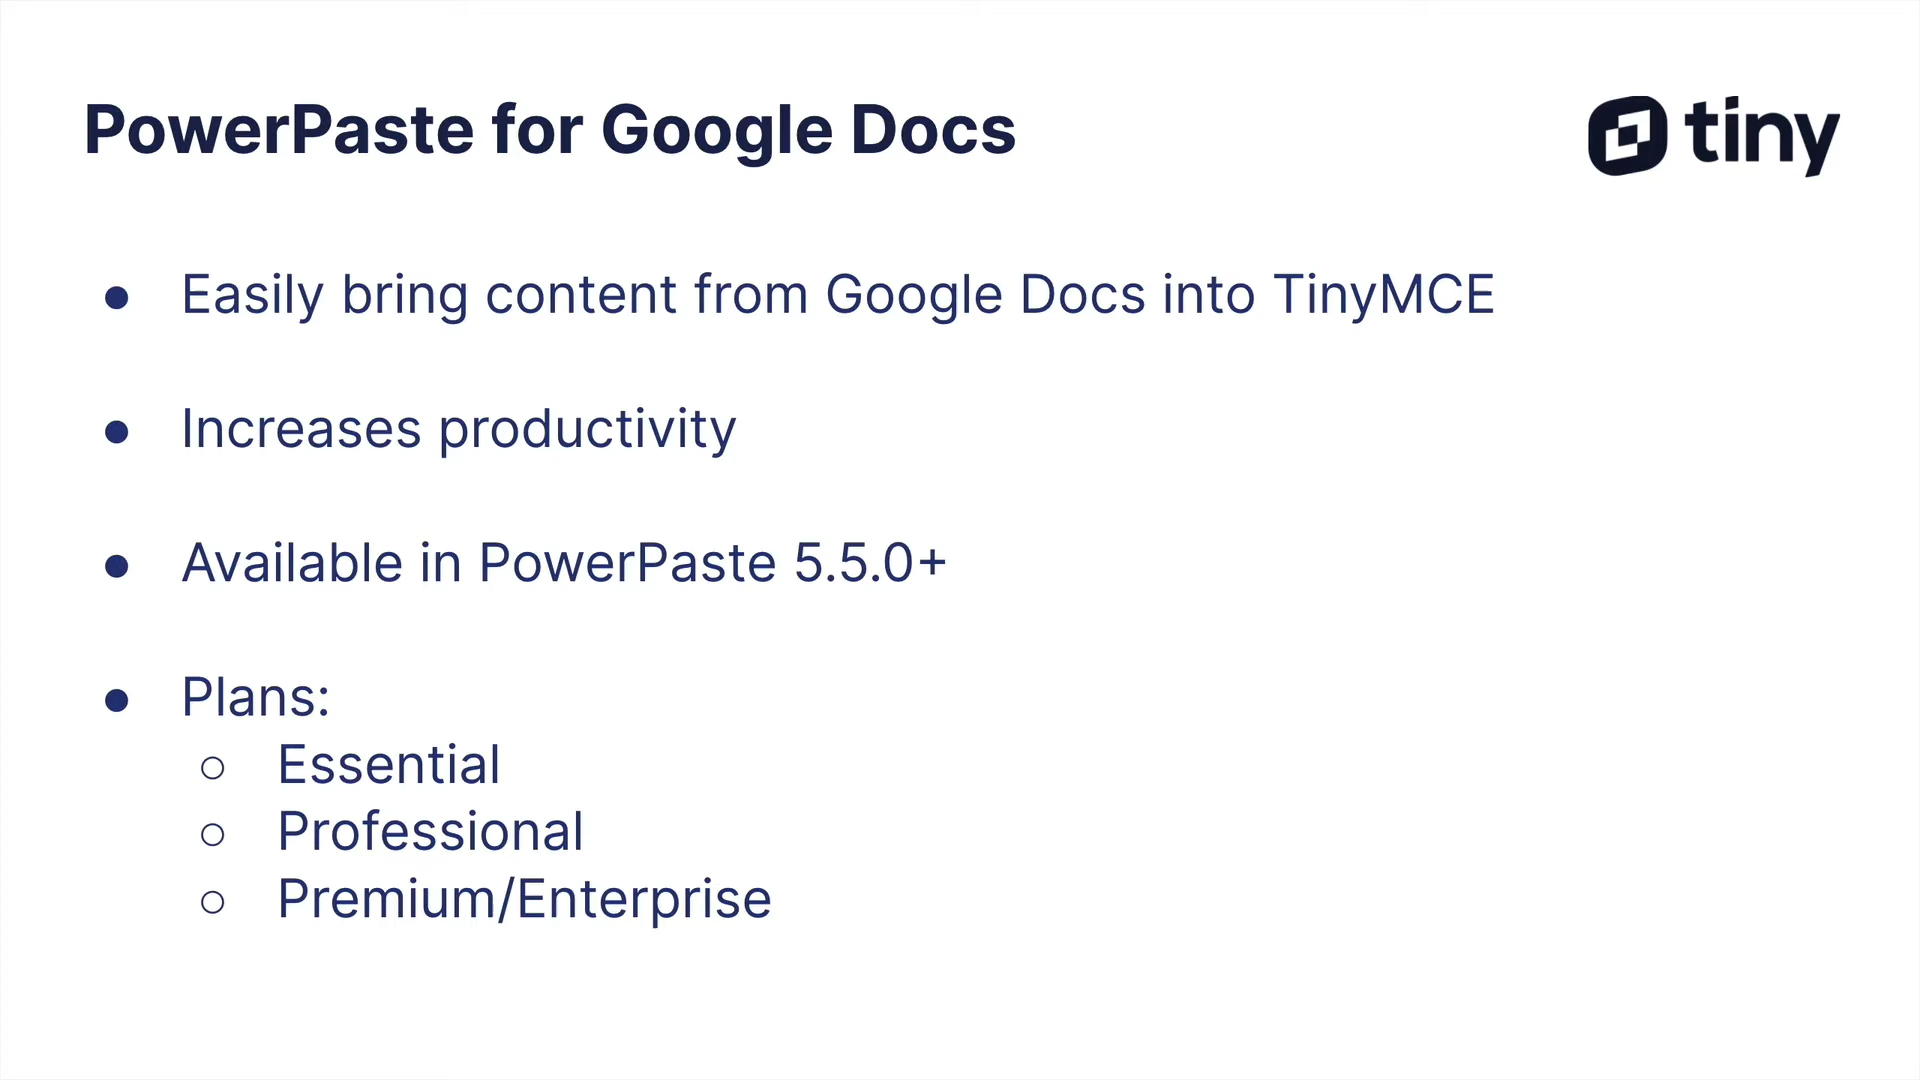 PowerPaste for Google Docs
tiny
● Easily bring content from Google Docs into TinyMCE
● Increases productivity
● Available in PowerPaste 5.5.0+
● Plans:
○ Essential
○ Professional
○ Premium/Enterprise